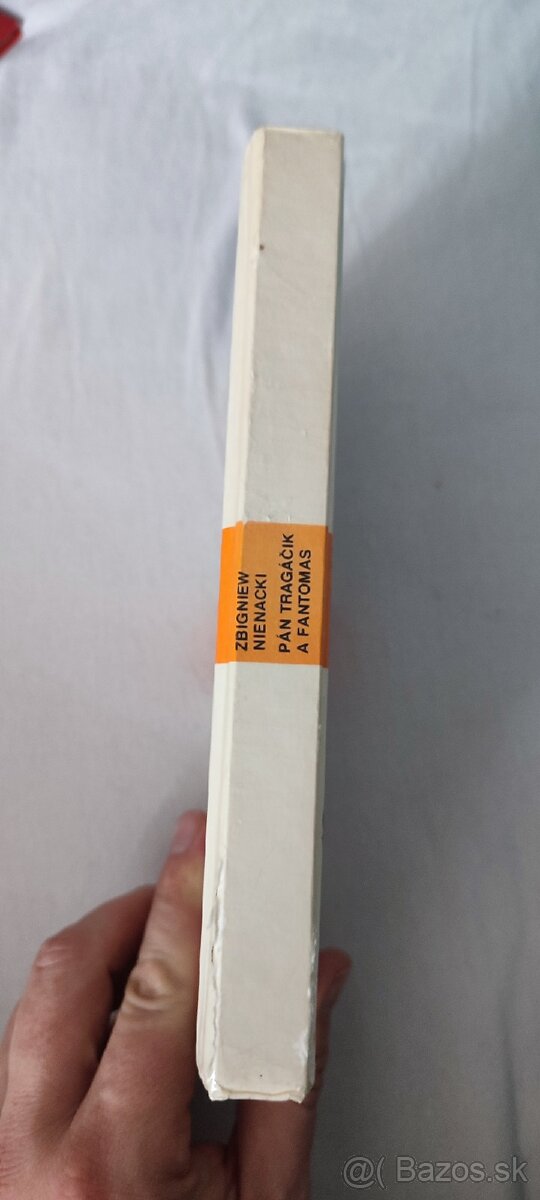 ZBIGNIEW
NIENACKI
PÁN TRAGÁČIK
A FANTOMAS
@( Bazos.sk